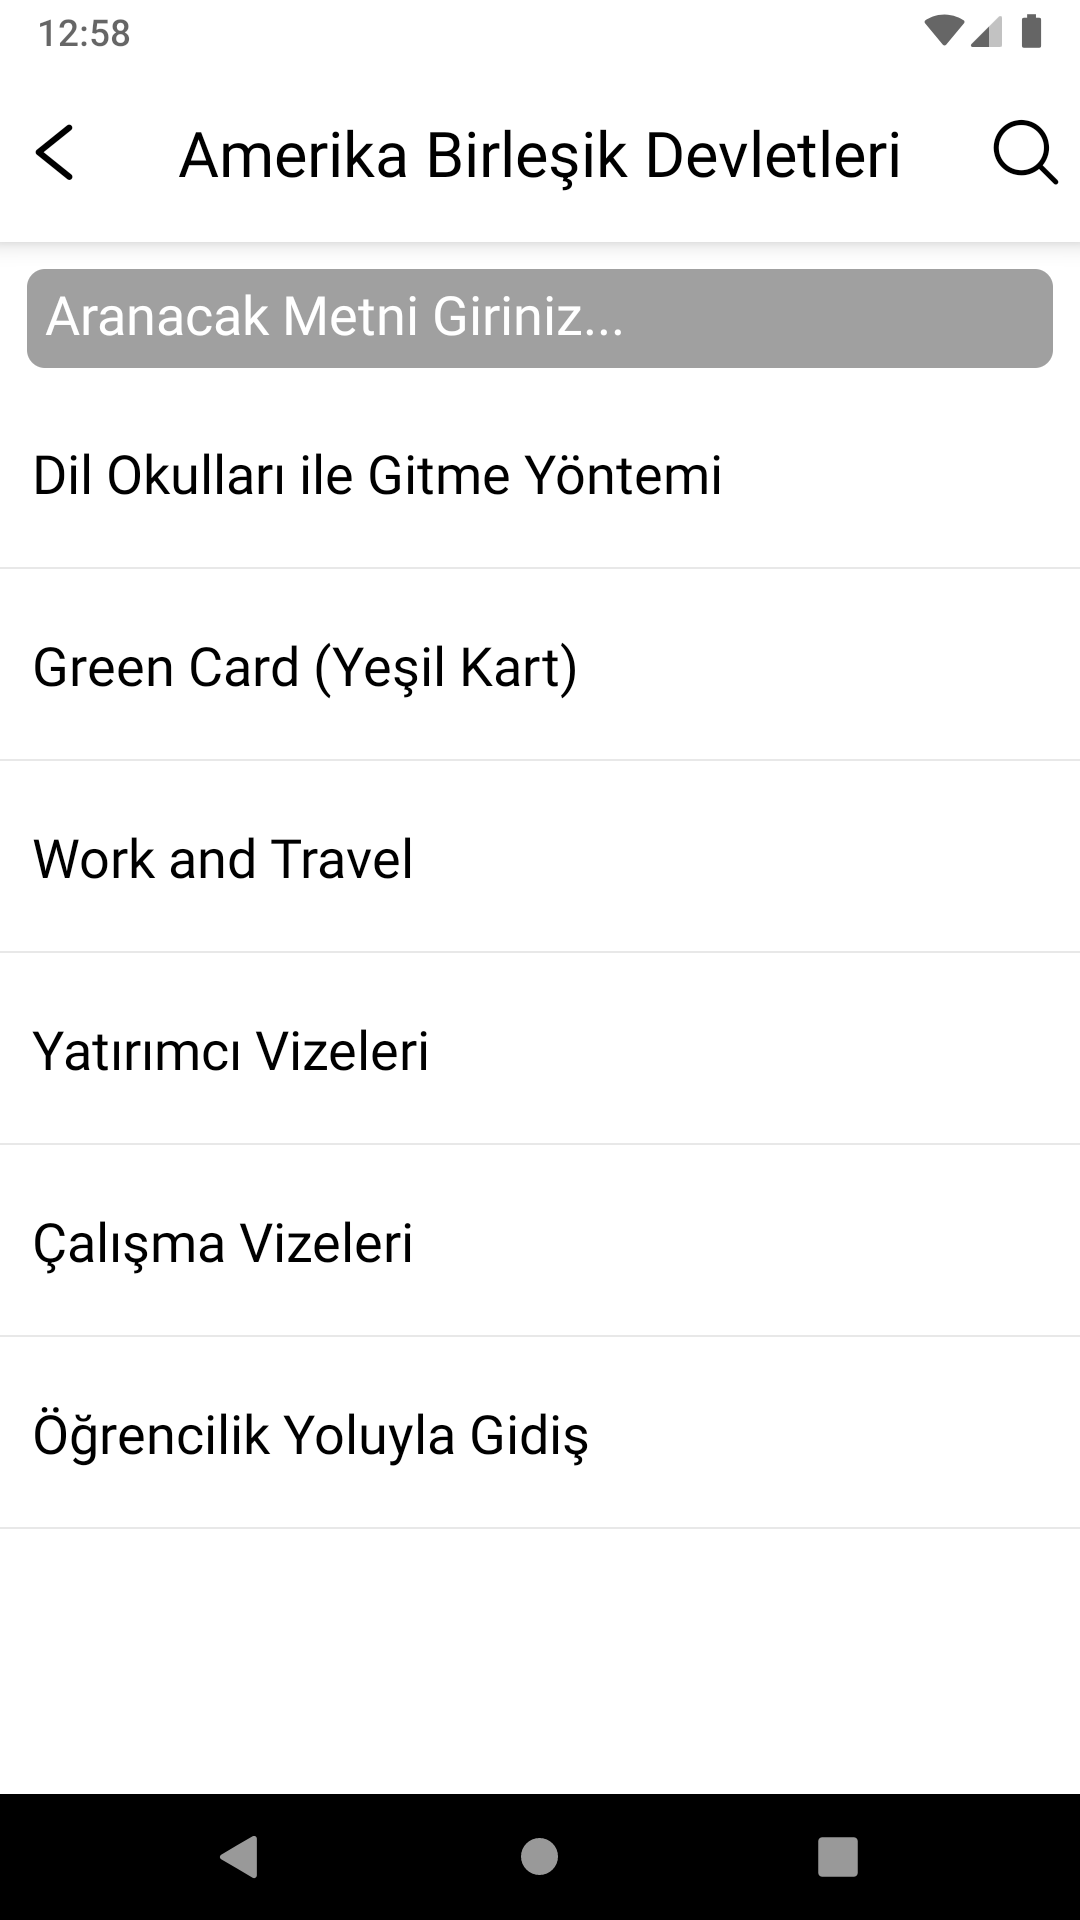 12:58
Amerika Birleşik Devletleri
Aranacak Metni Giriniz...
Dil Okulları ile Gitme Yöntemi
Green Card (Yeşil Kart)
Work and Travel
Yatırımcı Vizeleri
Çalışma Vizeleri
Öğrencilik Yoluyla Gidiş